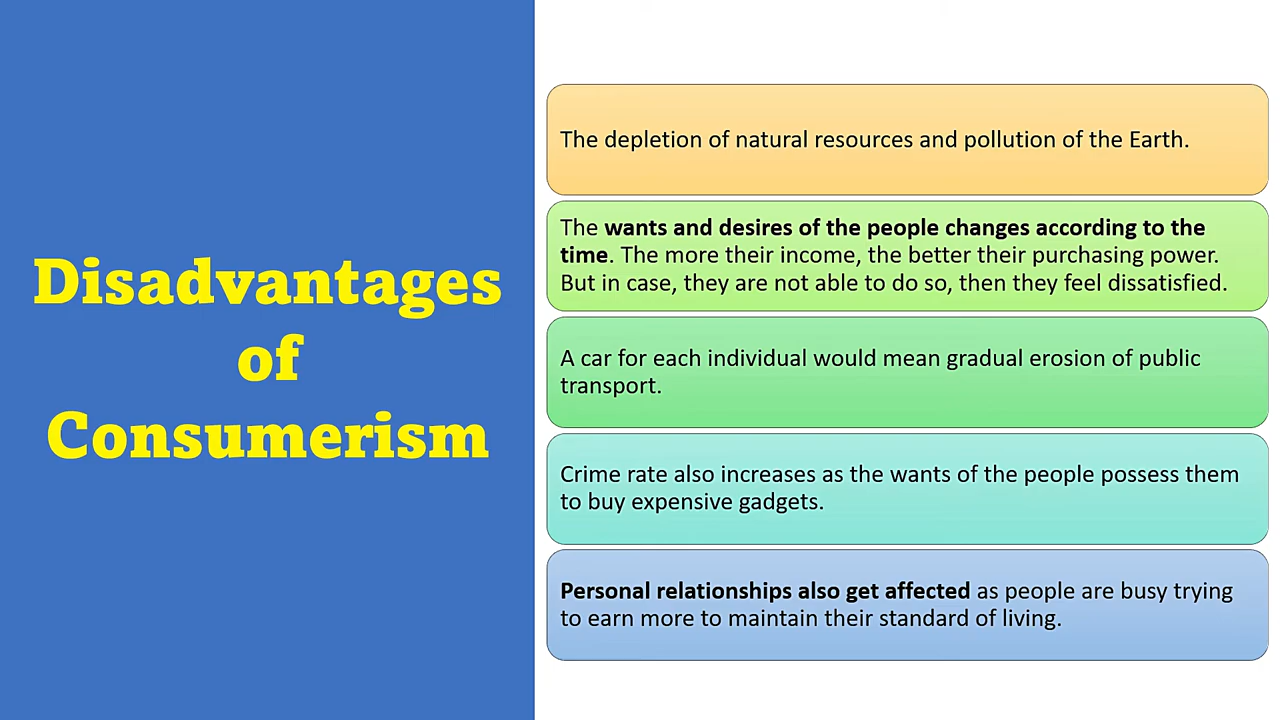 Disadvantages
of
Consumerism
The depletion of natural resources and pollution of the Earth.
The wants and desires of the people changes according to the
time. The more their income, the better their purchasing power.
But in case, they are not able to do so, then they feel dissatisfied.
A car for each individual would mean gradual erosion of public
transport.
Crime rate also increases as the wants of the people possess them
to buy expensive gadgets.
Personal relationships also get affected as people are busy trying
to earn more to maintain their standard of living.